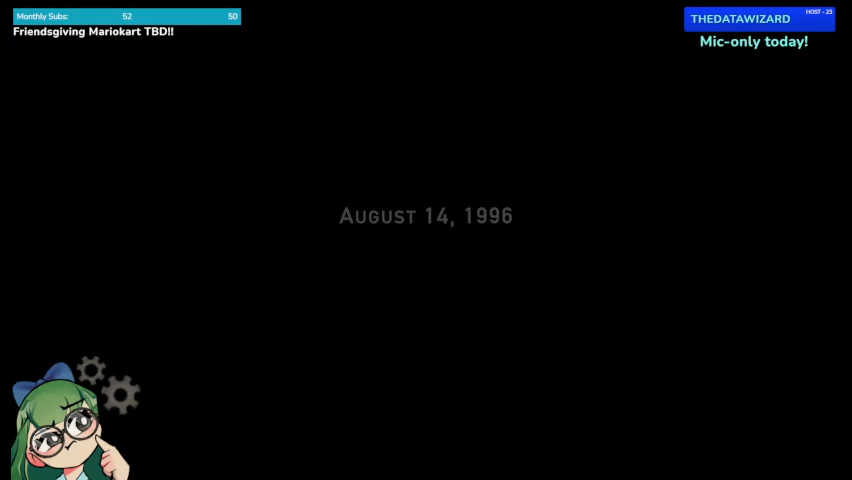 Monthly Subs: 52 50
Friendsgiving Mariokart TBD!!
HOST - 23
THEDATAWIZARD
Mic-only today!
AUGUST 14, 1996